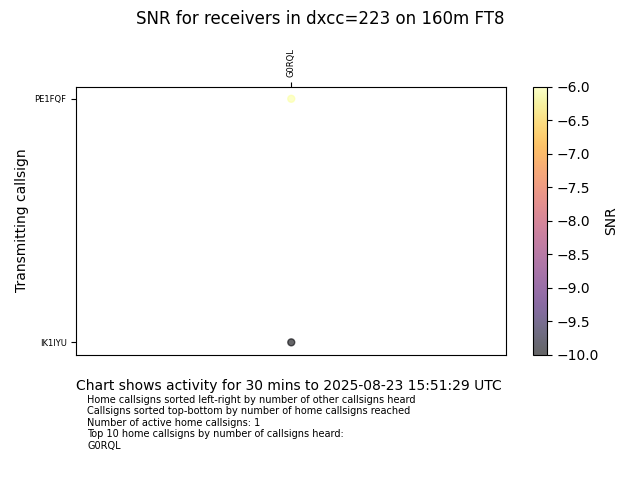 SNR for receivers in dxcc=223 on 160m FT8
G0RQL
PE1FQF
IK1IYU
Transmitting callsign
−6.0
−6.5
−7.0
−7.5
−8.0
−8.5
−9.0
−9.5
−10.0
SNR
Chart shows activity for 30 mins to 2025-08-23 15:51:29 UTC
Home callsigns sorted left-right by number of other callsigns heard
Callsigns sorted top-bottom by number of home callsigns reached
Number of active home callsigns: 1
Top 10 home callsigns by number of callsigns heard:
G0RQL